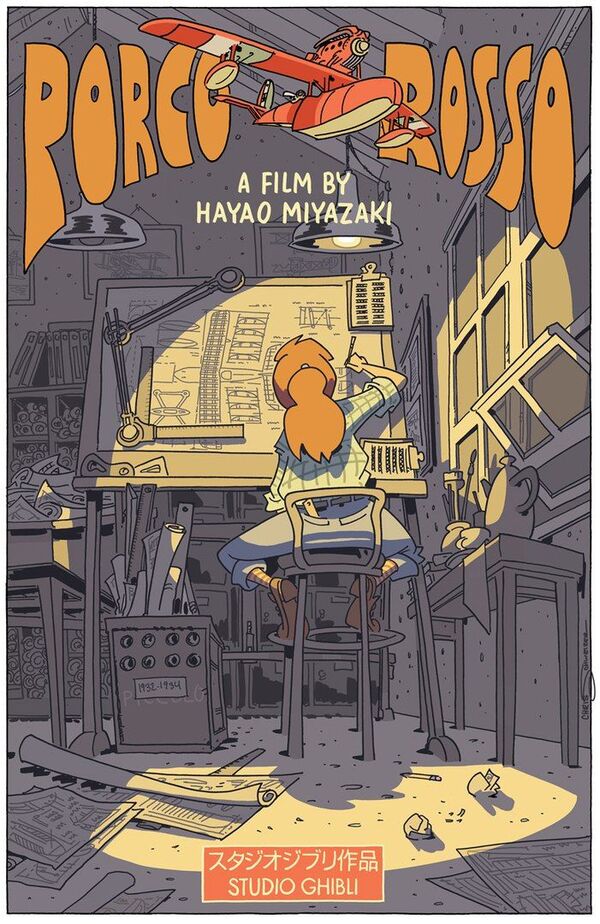 PORCO ROSSO
A FILM BY
HAYAO MIYAZAKI
1932-1934
PICCOLO
スタジオジブリ作品
STUDIO GHIBLI